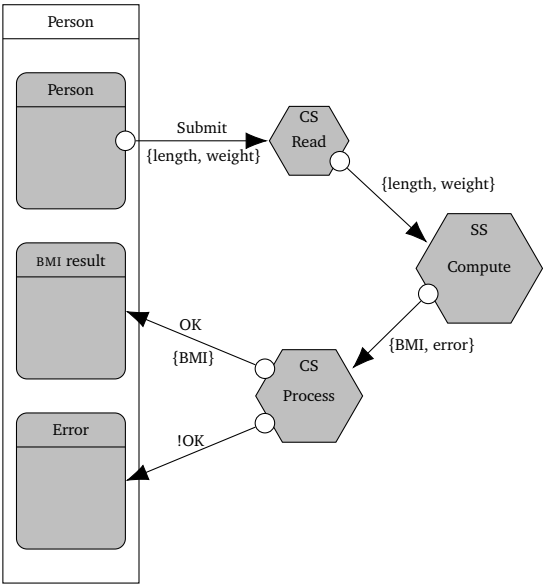 Person
Person
Submit
{length, weight}
CS
Read
{length, weight}
SS
Compute
BMI result
OK
{BMI}
{BMI, error}
CS
Process
Error
!OK